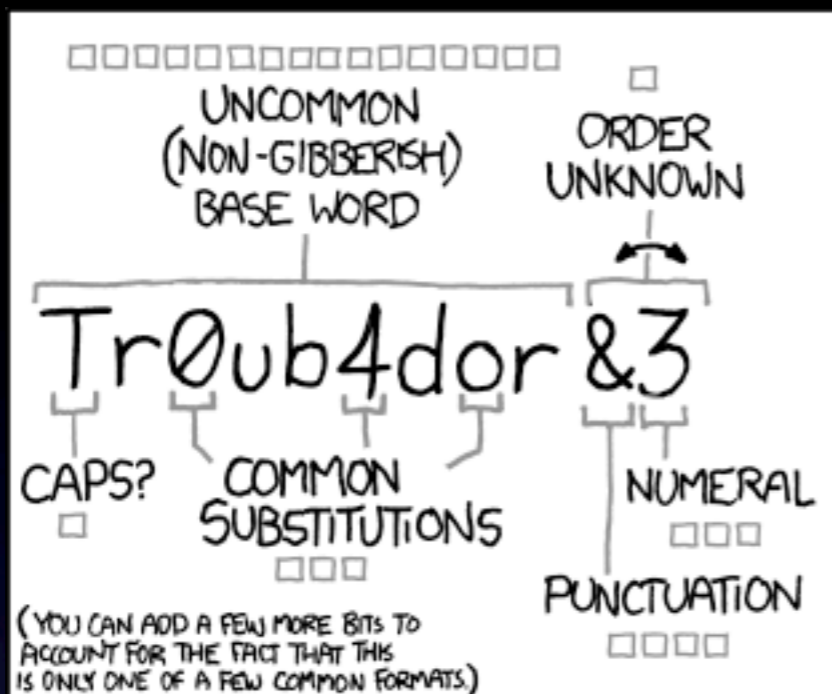 UNCOMMON
(NON-GIBBERISH)
BASE WORD
ORDER
UNKNOWN
Tr0ub4dor &3
CAPS?
COMMON
SUBSTITUTIONS
NUMERAL
PUNCTUATION
(YOU CAN ADD A FEW MORE BITS TO
ACCOUNT FOR THE FACT THAT THIS
IS ONLY ONE OF A FEW COMMON FORMATS.)